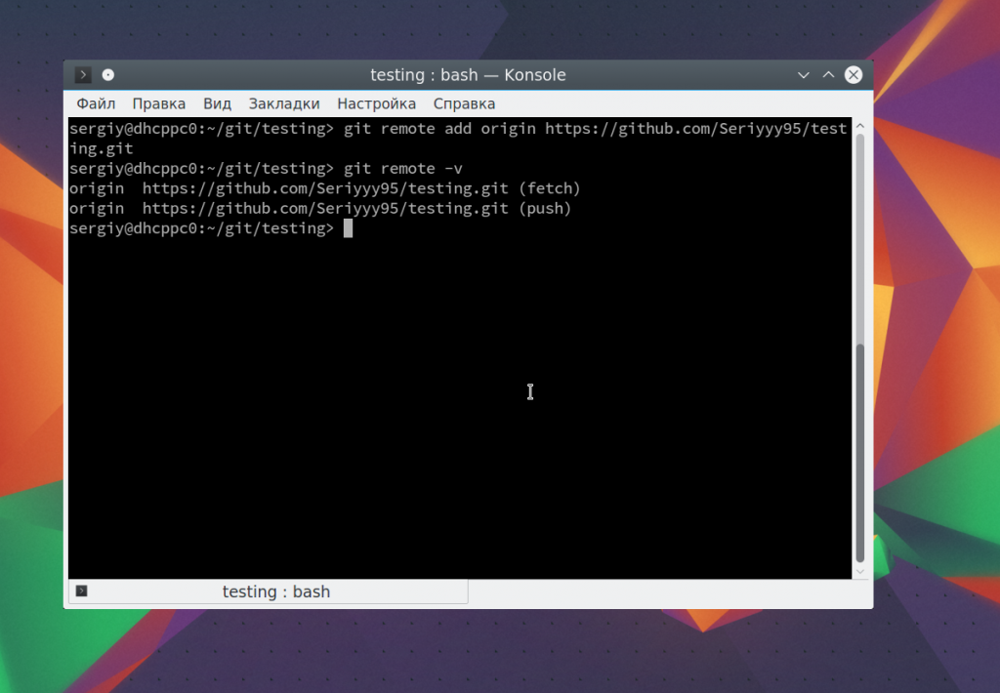 testing : bash — Konsole
Файл Правка Вид Закладки Настройка Справка
sergiy@dhcppc0:~/git/testing> git remote add origin https://github.com/Seriyyy95/test
ing.git
sergiy@dhcppc0:~/git/testing> git remote -v
origin  https://github.com/Seriyyy95/testing.git (fetch)
origin  https://github.com/Seriyyy95/testing.git (push)
sergiy@dhcppc0:~/git/testing>
testing : bash